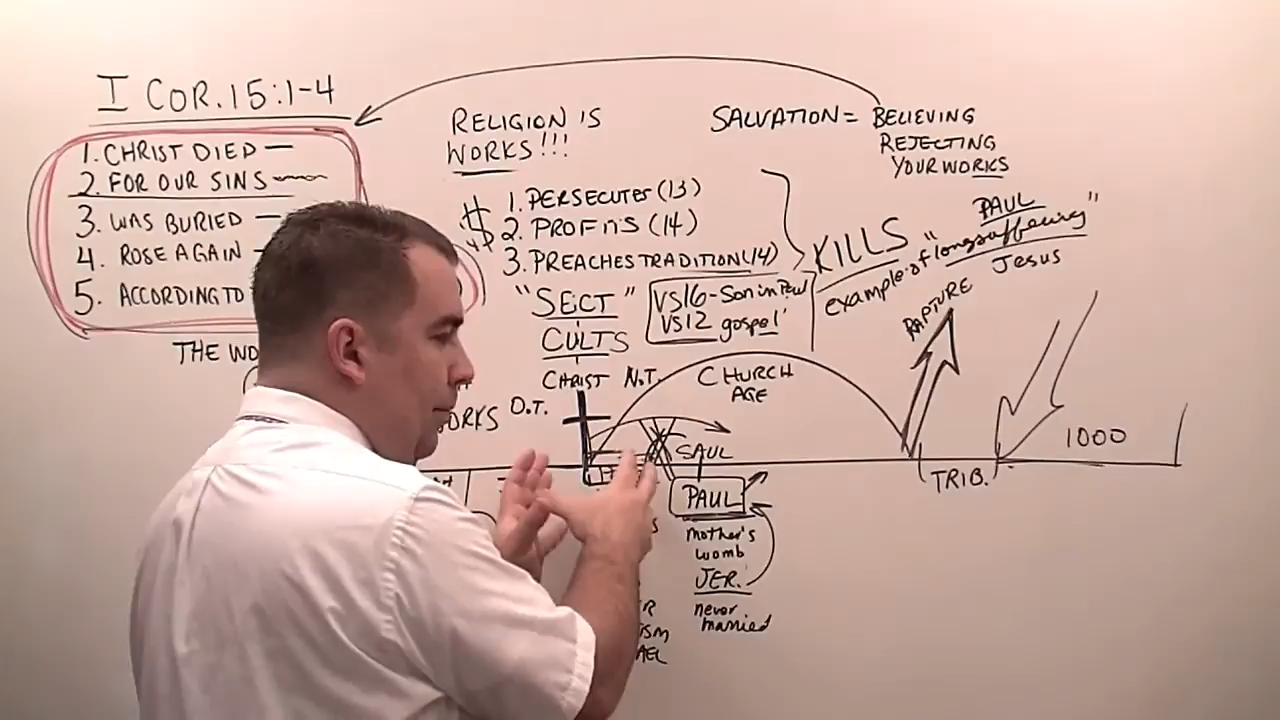 I COR. 15:1-4
1. CHRIST DIED —
2. FOR OUR SINS
3. WAS BURIED —
4. ROSE AGAIN
5. ACCORDING TO
THE
RELIGION IS
WORKS!!!
$ 1. PERSECUTES (13)
2. PROFITS (14)
3. PREACHES TRADITION (14)
"SECT"
CULTS
VS16 - Son in Paul
VS12 gospel'
SALVATION = BELIEVING
REJECTING
YOUR WORKS
KILLS
PAUL
example of "longsuffering"
Jesus
RAPTURE
CHRIST N.T.
O.T.
CHURCH
AGE
SAUL
PAUL
mother's
womb
JER.
never
married
TRIB.
1000